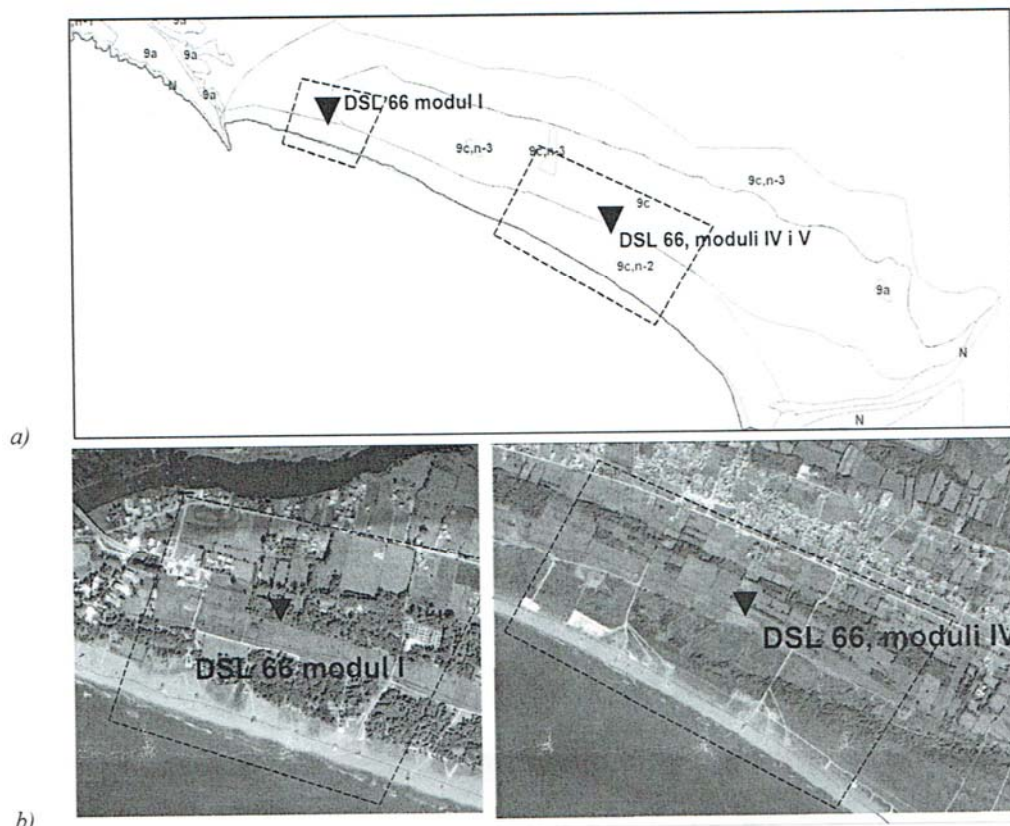 9a
9a
9a
N
9a
DSL 66 modul I
9c,n-3
9c,n-3
9c,n-3
9c
DSL 66, moduli IV i V
9c,n-2
9a
N
N
a)
DSL 66 modul I
DSL 66, moduli IV
b)